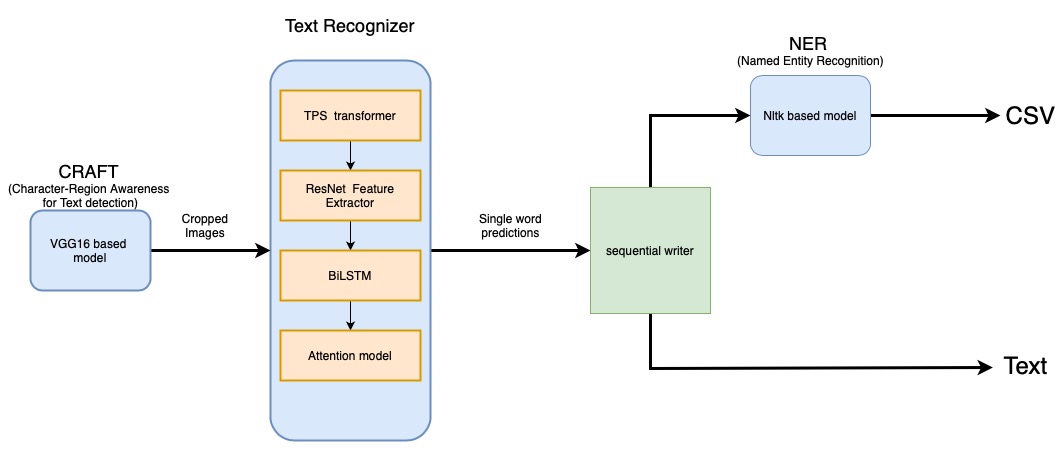 Text Recognizer
TPS transformer
ResNet Feature
Extractor
BiLSTM
Attention model
CRAFT
(Character-Region Awareness
for Text detection)
VGG16 based
model
Cropped
Images
Single word
predictions
sequential writer
NER
(Named Entity Recognition)
Nltk based model
CSV
Text